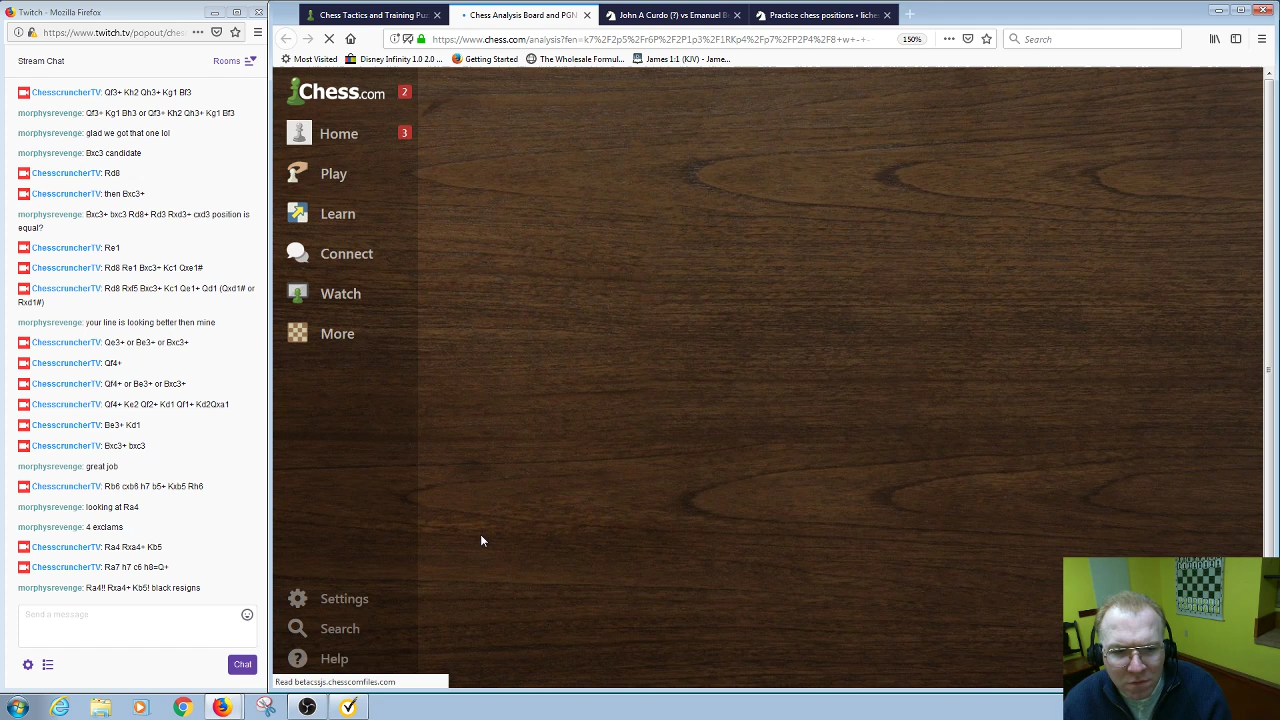 Twitch - Mozilla Firefox
https://www.twitch.tv/popout/ches
Stream Chat
Rooms
ChesscruncherTV: Qf3+ Kh2 Qh3+ Kg1 Bf3
morphysrevenge: Qf3+ Kg1 Bh3 or Qf3+ Kh2 Qh3+ Kg1 Bf3
morphysrevenge: glad we got that one lol
morphysrevenge: Bxc3 candidate
ChesscruncherTV: Rd8
ChesscruncherTV: then Bxc3+
morphysrevenge: Bxc3+ bxc3 Rd8+ Rd3 Rxd3+ cxd3 position is
equal?
ChesscruncherTV: Re1
ChesscruncherTV: Rd8 Re1 Bxc3+ Kc1 Qxe1#
ChesscruncherTV: Rd8 Rxf5 Bxc3+ Kc1 Qe1+ Qd1 (Qxd1# or
Rxd1#)
morphysrevenge: your line is looking better then mine
ChesscruncherTV: Qe3+ or Be3+ or Bxc3+
ChesscruncherTV: Qf4+
ChesscruncherTV: Qf4+ or Be3+ or Bxc3+
ChesscruncherTV: Qf4+ Ke2 Qf2+ Kd1 Qf1+ Kd2Qxa1
ChesscruncherTV: Be3+ Kd1
ChesscruncherTV: Bxc3+ bxc3
morphysrevenge: great job
ChesscruncherTV: Rb6 cxb6 h7 b5+ Kxb5 Rh6
morphysrevenge: looking at Ra4
morphysrevenge: 4 exclams
ChesscruncherTV: Ra4 Rxa4+ Kb5
ChesscruncherTV: Ra7 h7 c6 h8=Q+
morphysrevenge: Ra4!! Rxa4+ Kb5! black resigns
Send a message
Chat
Chess Tactics and Training Puz
Chess Analysis Board and PGN
John A Curdo (?) vs Emanuel B
Practice chess positions • liches
https://www.chess.com/analysis?fen=k7%2Fp5%2Fr6P%2F2P1p3%2F1RKp4%2Fp7%2F2P4%2F8+w+-+-
150%
Search
Most Visited
Disney Infinity 1.0 2.0 ...
Getting Started
The Wholesale Formul...
James 1:1 (KJV) - Jame...
Chess.com
2
Home
3
Play
Learn
Connect
Watch
More
Settings
Search
Help
Read betacssjs.chesscomfiles.com